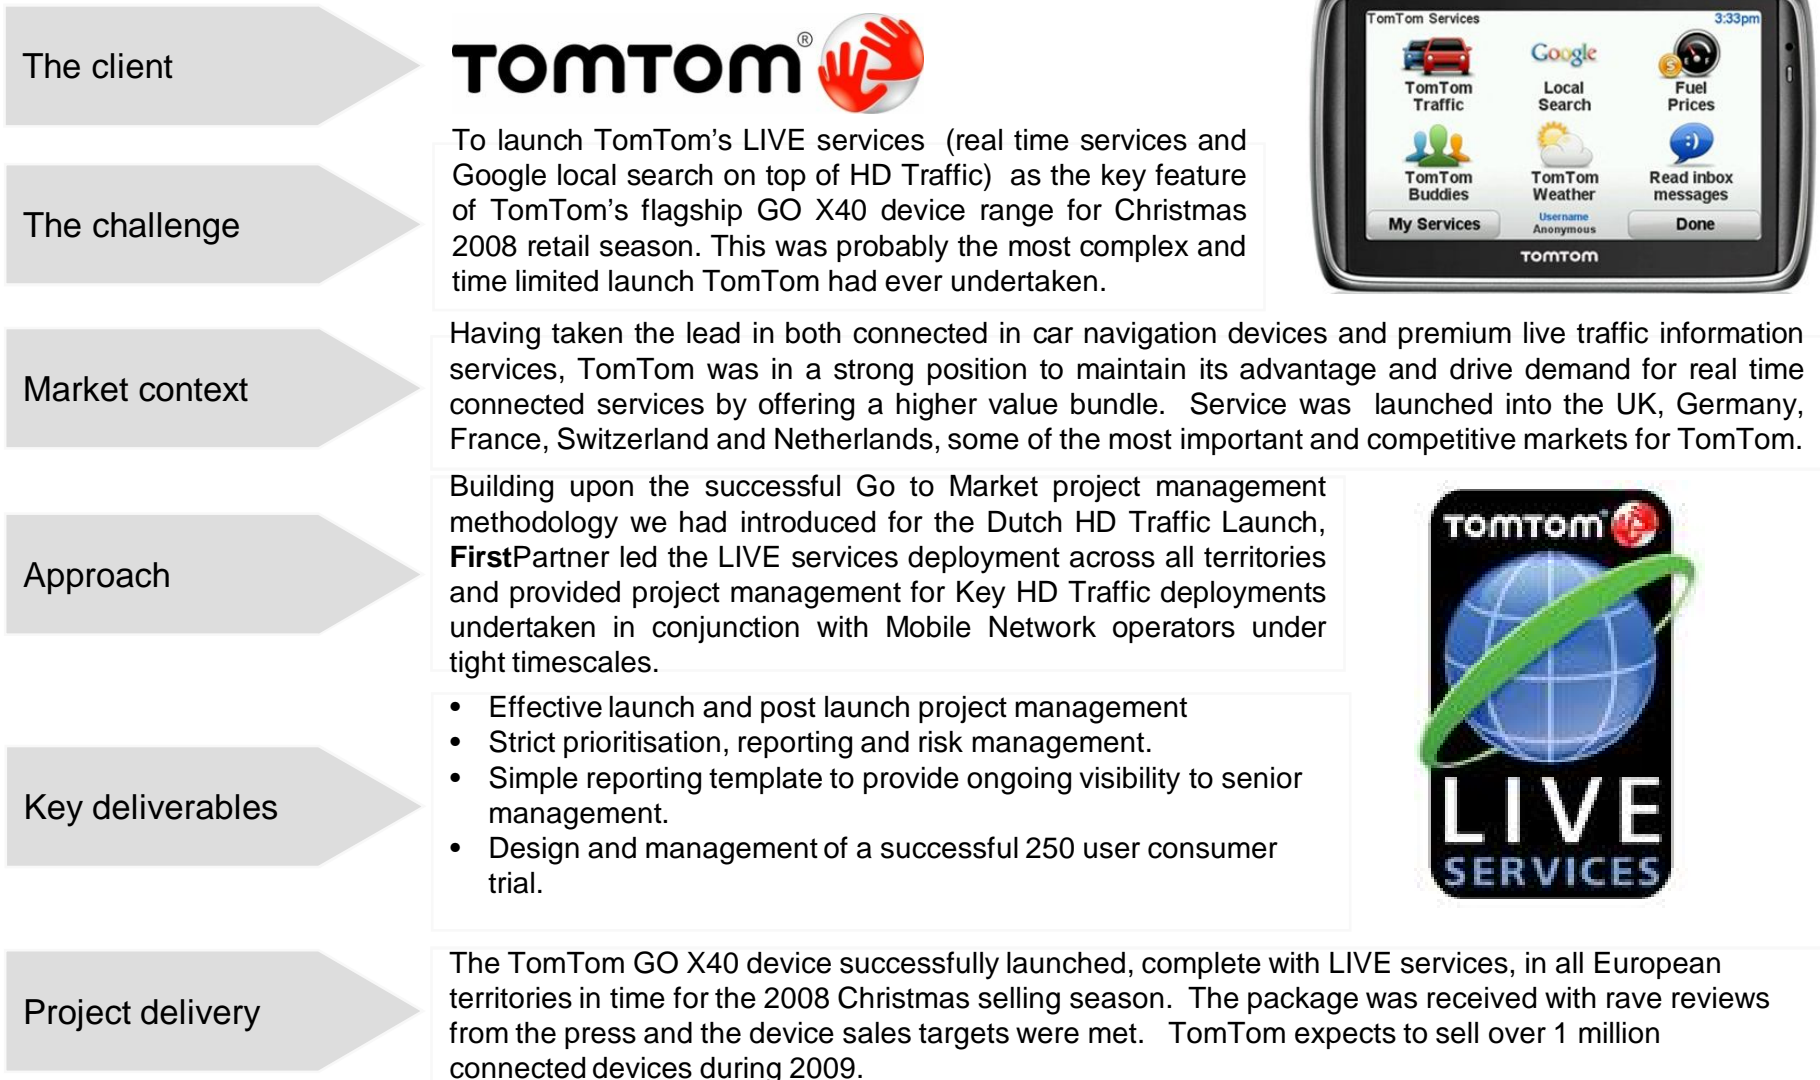 The client
TOMTOM®
TomTom Services 3:33pm
TomTom Traffic
Google Local Search
Fuel Prices
TomTom Buddies
TomTom Weather
Read inbox messages
My Services
Username Anonymous
Done
TOMTOM
The challenge
To launch TomTom’s LIVE services (real time services and
Google local search on top of HD Traffic) as the key feature
of TomTom’s flagship GO X40 device range for Christmas
2008 retail season. This was probably the most complex and
time limited launch TomTom had ever undertaken.
Market context
Having taken the lead in both connected in car navigation devices and premium live traffic information
services, TomTom was in a strong position to maintain its advantage and drive demand for real time
connected services by offering a higher value bundle. Service was launched into the UK, Germany,
France, Switzerland and Netherlands, some of the most important and competitive markets for TomTom.
Approach
Building upon the successful Go to Market project management
methodology we had introduced for the Dutch HD Traffic Launch,
FirstPartner led the LIVE services deployment across all territories
and provided project management for Key HD Traffic deployments
undertaken in conjunction with Mobile Network operators under
tight timescales.
TOMTOM
LIVE
SERVICES
Key deliverables
• Effective launch and post launch project management
• Strict prioritisation, reporting and risk management.
• Simple reporting template to provide ongoing visibility to senior
management.
• Design and management of a successful 250 user consumer
trial.
Project delivery
The TomTom GO X40 device successfully launched, complete with LIVE services, in all European
territories in time for the 2008 Christmas selling season. The package was received with rave reviews
from the press and the device sales targets were met. TomTom expects to sell over 1 million
connected devices during 2009.